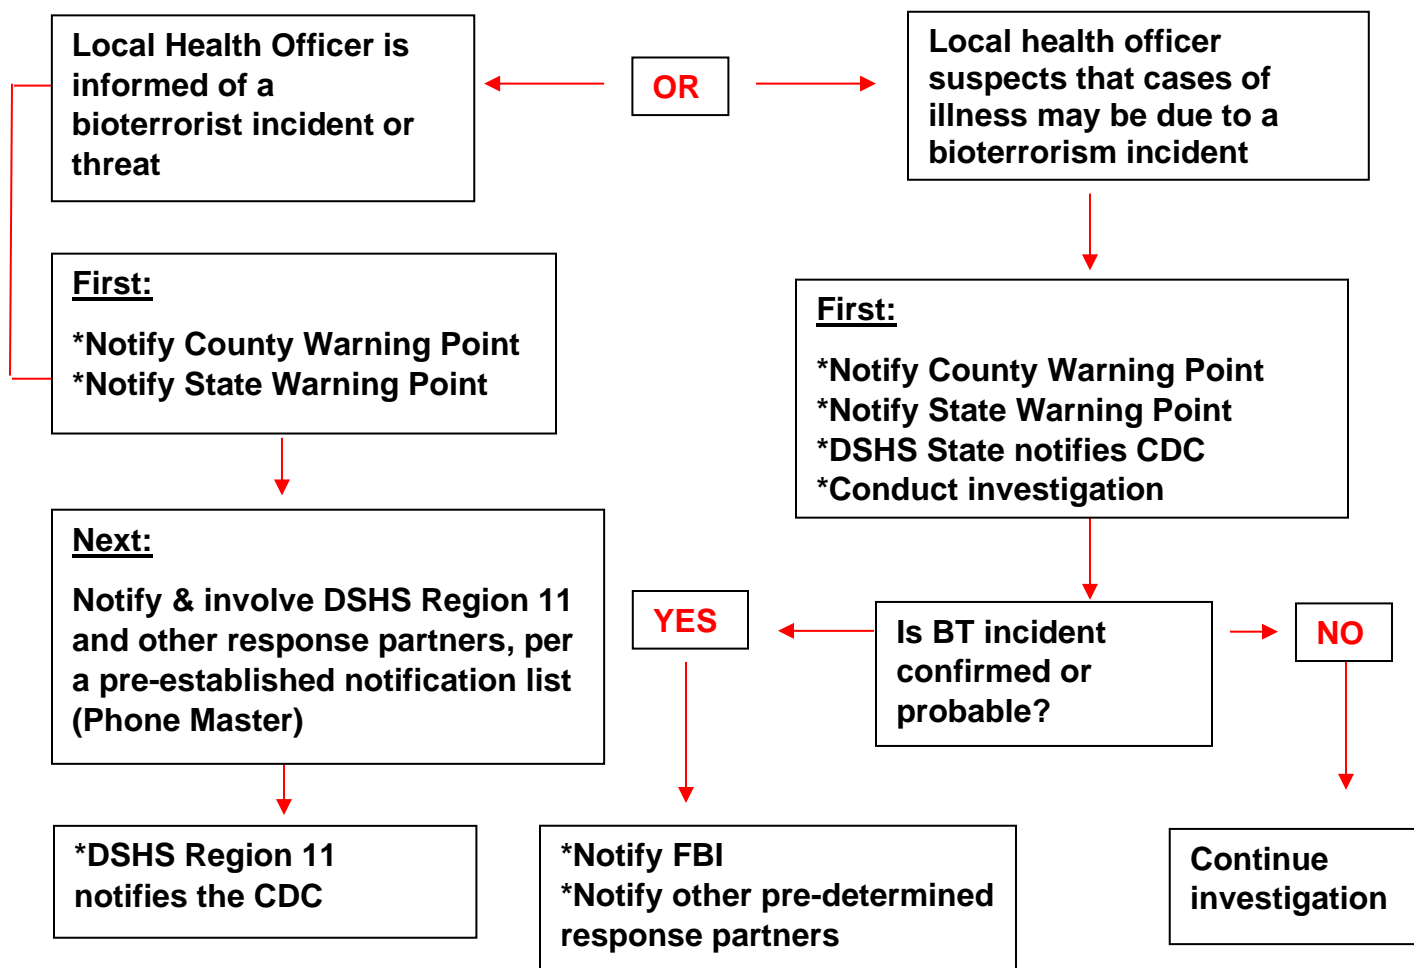 Local Health Officer is
informed of a
bioterrorist incident or
threat
OR
Local health officer
suspects that cases of
illness may be due to a
bioterrorism incident
First:
*Notify County Warning Point
*Notify State Warning Point
First:
*Notify County Warning Point
*Notify State Warning Point
*DSHS State notifies CDC
*Conduct investigation
Next:
Notify & involve DSHS Region 11
and other response partners, per
a pre-established notification list
(Phone Master)
YES
Is BT incident
confirmed or
probable?
NO
*DSHS Region 11
notifies the CDC
*Notify FBI
*Notify other pre-determined
response partners
Continue
investigation